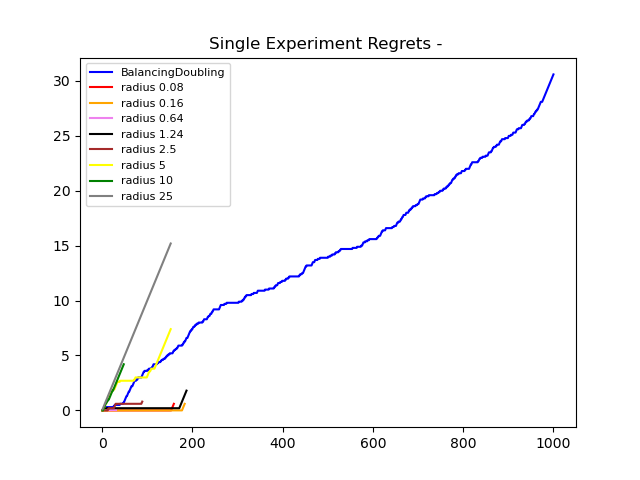 Single Experiment Regrets -
BalancingDoubling
radius 0.08
radius 0.16
radius 0.64
radius 1.24
radius 2.5
radius 5
radius 10
radius 25
30
25
20
15
10
5
0
0 200 400 600 800 1000